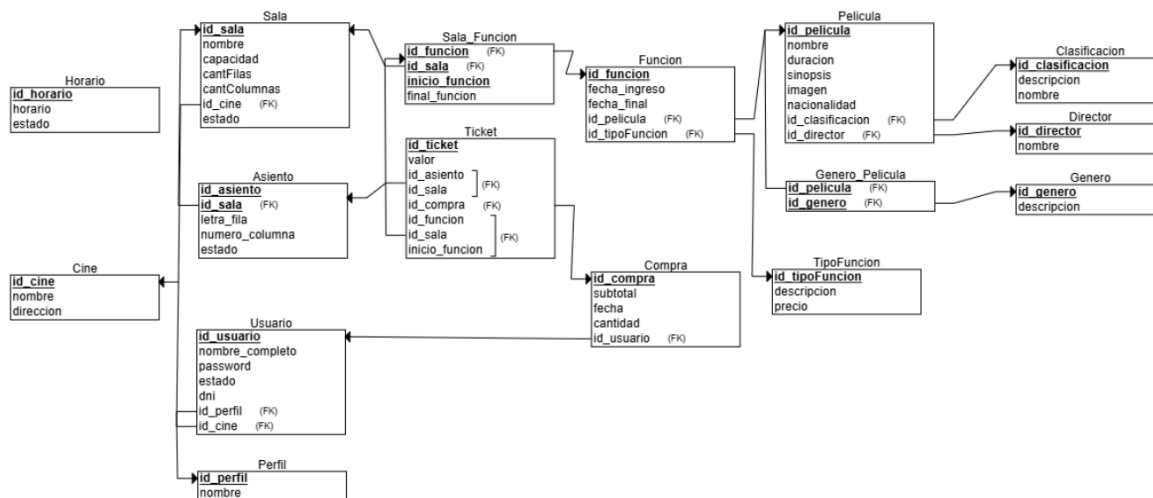 Sala
id_sala
nombre
capacidad
cantFilas
cantColumnas
id_cine (FK)
estado
Horario
id_horario
horario
estado
Sala_Funcion
id_funcion (FK)
id_sala (FK)
inicio_funcion
final_funcion
Funcion
id_funcion
fecha_ingreso
fecha_final
id_pelicula (FK)
id_tipoFuncion (FK)
Pelicula
id_pelicula
nombre
duracion
sinopsis
imagen
nacionalidad
id_clasificacion (FK)
id_director (FK)
Clasificacion
id_clasificacion
descripcion
nombre
Director
id_director
nombre
Genero_Pelicula
id_pelicula (FK)
id_genero (FK)
Genero
id_genero
descripcion
Ticket
id_ticket
valor
id_asiento
id_sala
(FK)
id_compra (FK)
id_funcion
id_sala
inicio_funcion
(FK)
Asiento
id_asiento
id_sala (FK)
letra_fila
numero_columna
estado
Cine
id_cine
nombre
direccion
Compra
id_compra
subtotal
fecha
cantidad
id_usuario (FK)
TipoFuncion
id_tipoFuncion
descripcion
precio
Usuario
id_usuario
nombre_completo
password
estado
dni
id_perfil (FK)
id_cine (FK)
Perfil
id_perfil
nombre